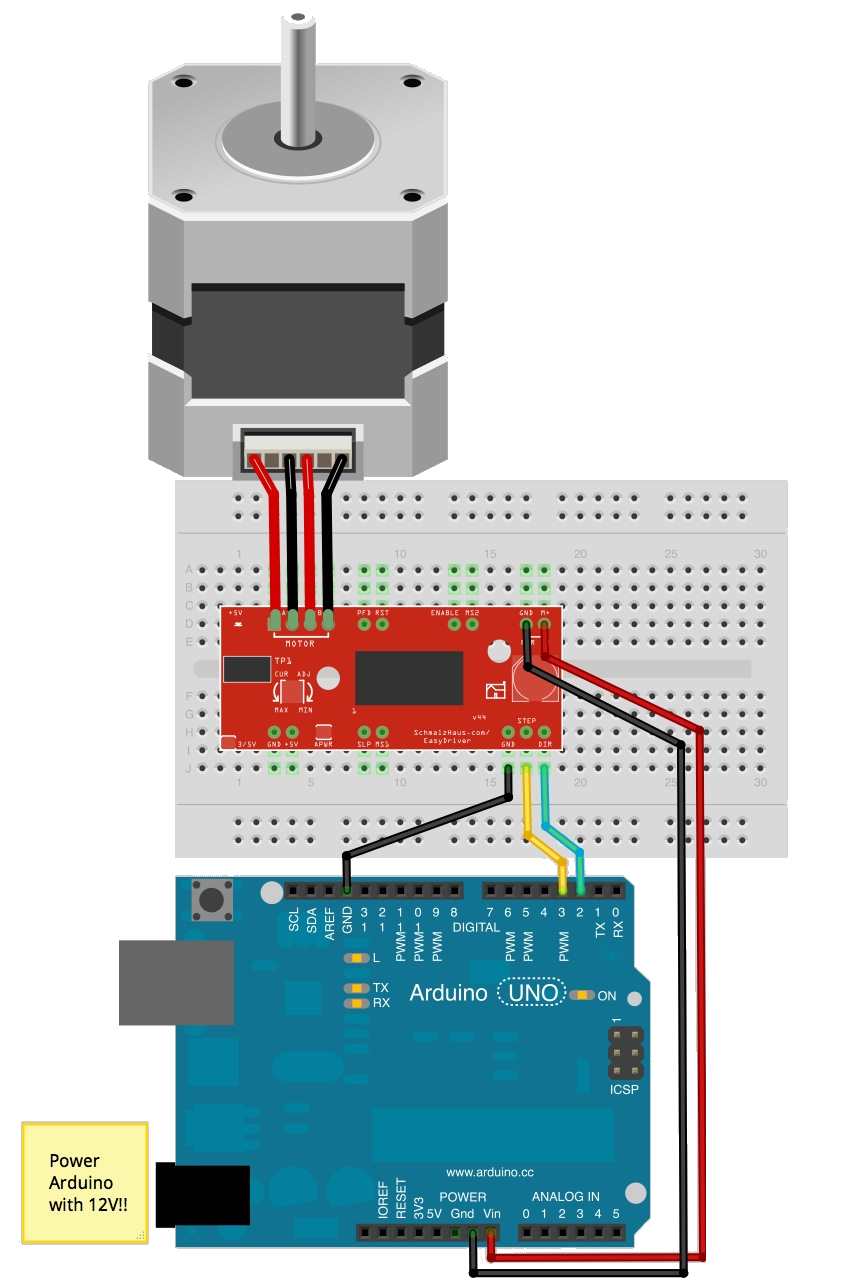 1 10 15 20 25 30
A
B
C
D
E
+5V A B PFD RST ENABLE MS2 GND M+
MOTOR
TP1
CUR ADJ
MAX MIN
1
v44
STEP
SchmalzHaus.com/
EasyDriver
3/5V GND +5V APWR SLP MS1 GND DIR
F
G
H
I
J
1 5 10 15 20 25 30
SCL SDA AREF GND 13 12 PWM 11 PWM 10 PWM 9 8 7 PWM 6 PWM 5 4 PWM 3 2 TX 1 RX 0
DIGITAL
L
TX
RX
Arduino UNO
ON
1
ICSP
www.arduino.cc
POWER
ANALOG IN
IOREF RESET 3V3 5V Gnd Vin 0 1 2 3 4 5
Power
Arduino
with 12V!!